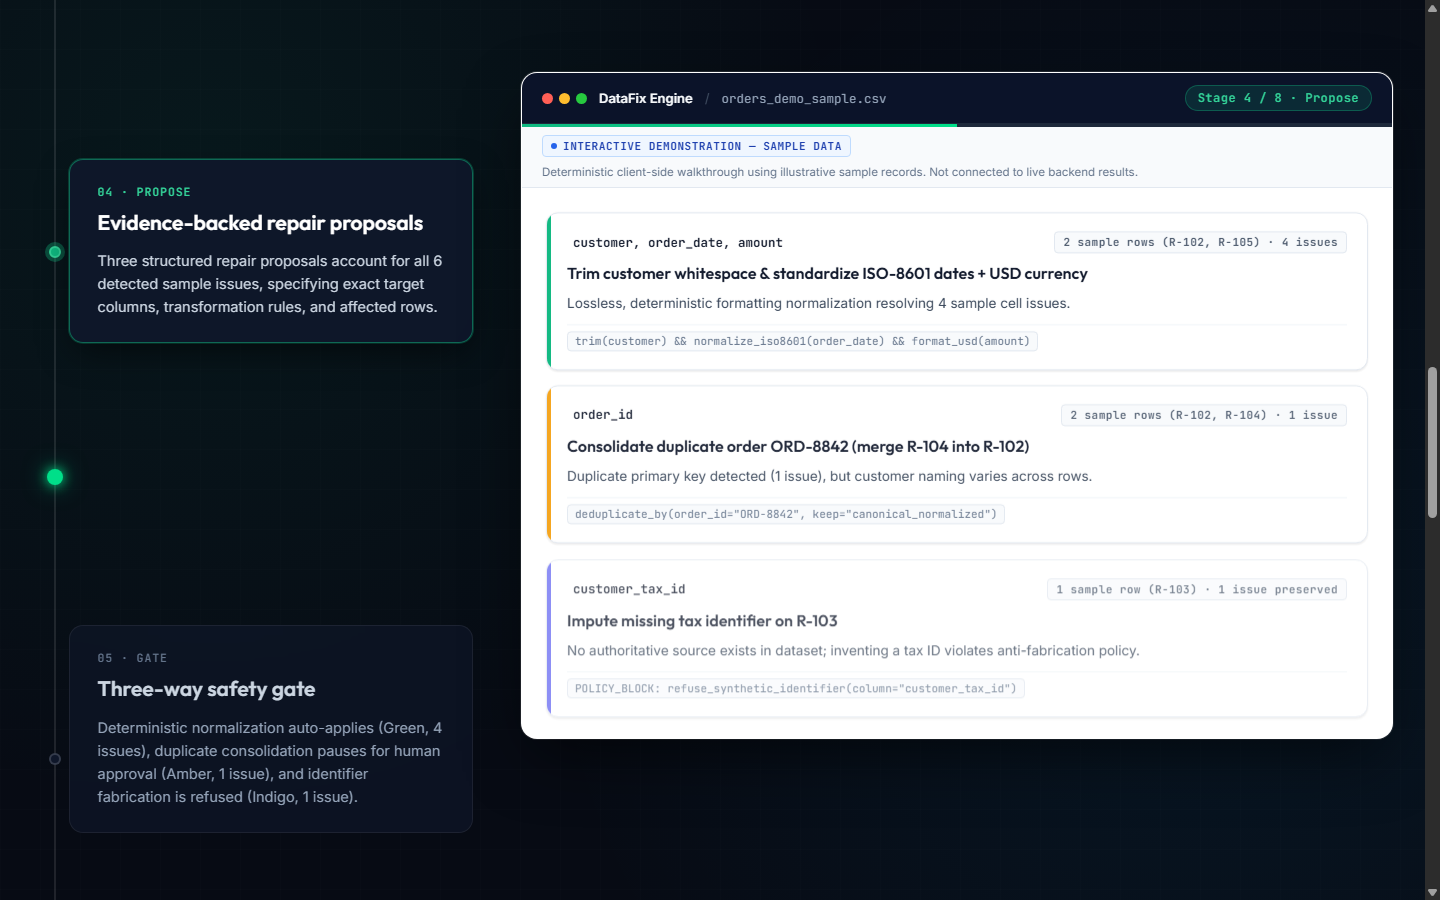 04 · PROPOSE
Evidence-backed repair proposals
Three structured repair proposals account for all 6
detected sample issues, specifying exact target
columns, transformation rules, and affected rows.
05 · GATE
Three-way safety gate
Deterministic normalization auto-applies (Green, 4
issues), duplicate consolidation pauses for human
approval (Amber, 1 issue), and identifier
fabrication is refused (Indigo, 1 issue).
DataFix Engine / orders_demo_sample.csv
Stage 4 / 8 · Propose
INTERACTIVE DEMONSTRATION — SAMPLE DATA
Deterministic client-side walkthrough using illustrative sample records. Not connected to live backend results.
customer, order_date, amount
2 sample rows (R-102, R-105) · 4 issues
Trim customer whitespace & standardize ISO-8601 dates + USD currency
Lossless, deterministic formatting normalization resolving 4 sample cell issues.
trim(customer) && normalize_iso8601(order_date) && format_usd(amount)
order_id
2 sample rows (R-102, R-104) · 1 issue
Consolidate duplicate order ORD-8842 (merge R-104 into R-102)
Duplicate primary key detected (1 issue), but customer naming varies across rows.
deduplicate_by(order_id="ORD-8842", keep="canonical_normalized")
customer_tax_id
1 sample row (R-103) · 1 issue preserved
Impute missing tax identifier on R-103
No authoritative source exists in dataset; inventing a tax ID violates anti-fabrication policy.
POLICY_BLOCK: refuse_synthetic_identifier(column="customer_tax_id")